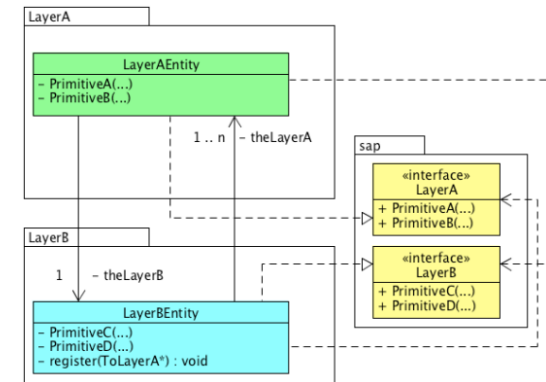 LayerA
LayerAEntity
- PrimitiveA(...)
- PrimitiveB(...)
1 .. n - theLayerA
sap
«interface»
LayerA
+ PrimitiveA(...)
+ PrimitiveB(...)
LayerB
«interface»
LayerB
+ PrimitiveC(...)
+ PrimitiveD(...)
1 - theLayerB
LayerBEntity
- PrimitiveC(...)
- PrimitiveD(...)
- register(ToLayerA*) : void